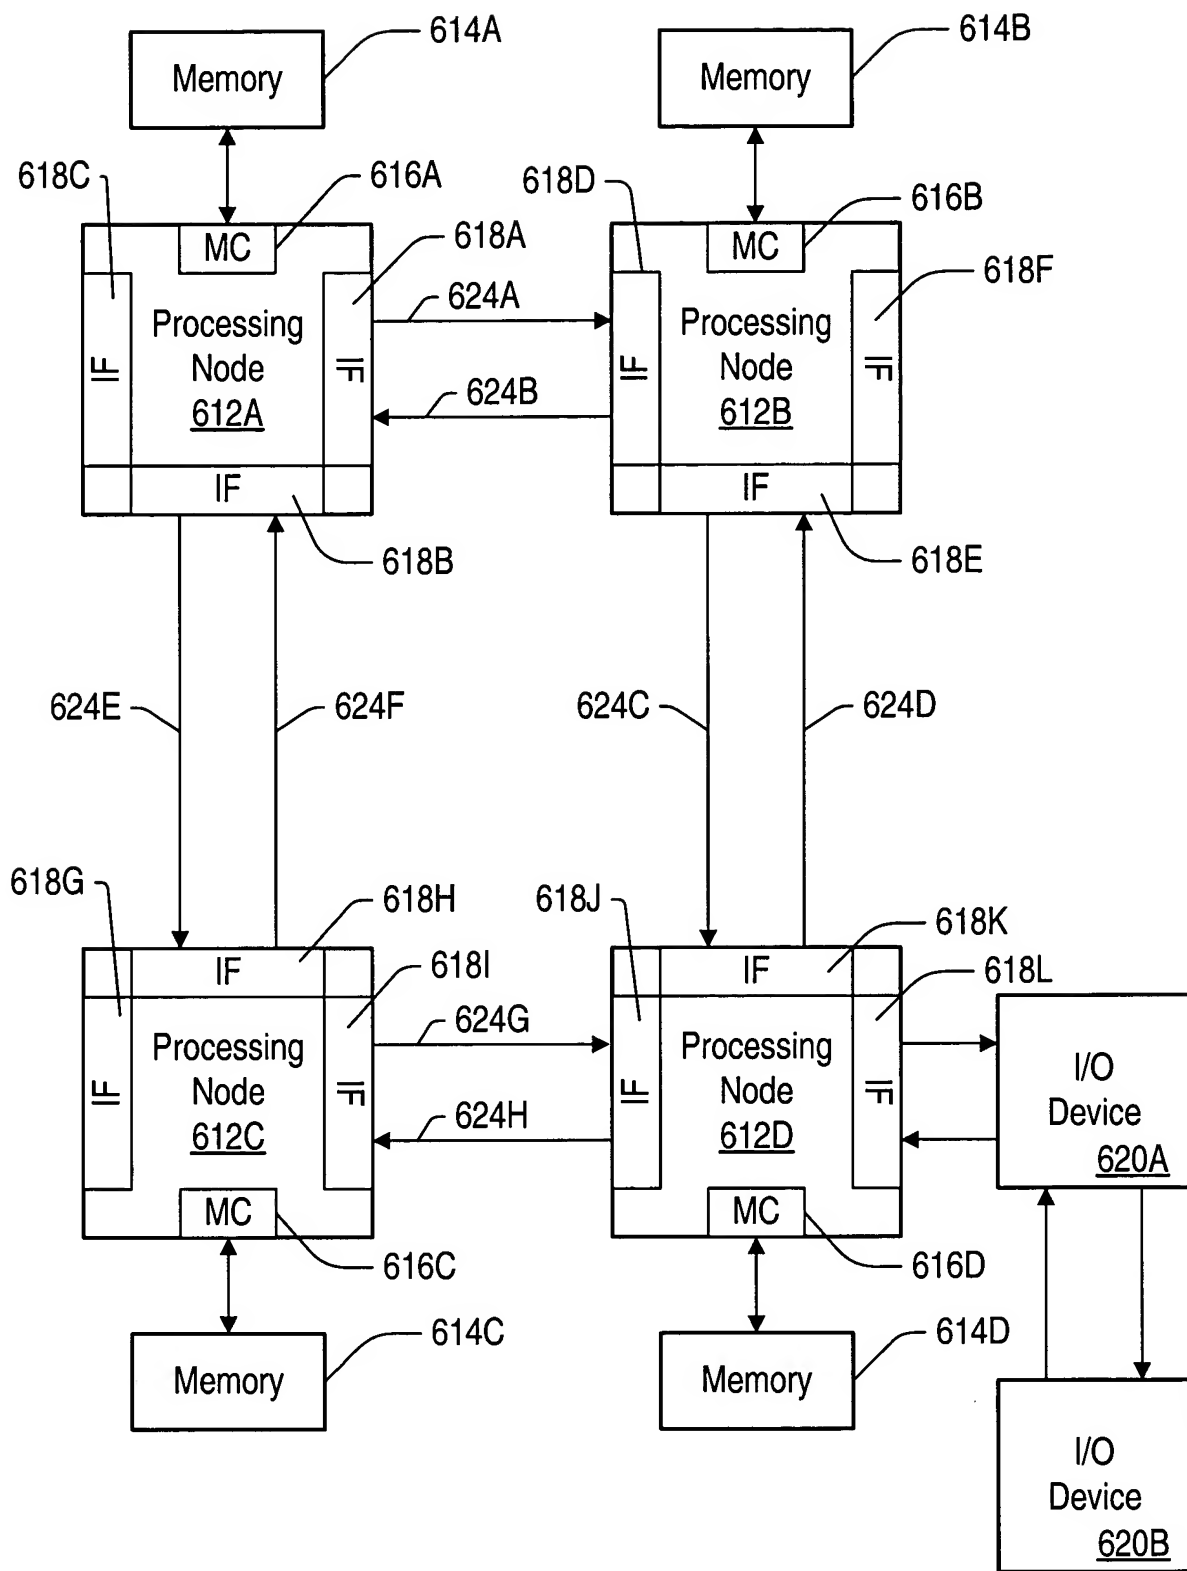 614A
614B
Memory
Memory
618C
616A
618D
616B
MC
618A
MC
618F
624A
Processing
Node
612A
Processing
Node
612B
IF
IF
624B
IF
IF
IF
IF
618B
618E
624E
624F
624C
624D
618G
618H
618J
618K
IF
618I
IF
618L
624G
Processing
Node
612C
Processing
Node
612D
I/O
Device
620A
IF
IF
624H
IF
IF
MC
MC
616C
616D
614C
614D
Memory
Memory
I/O
Device
620B